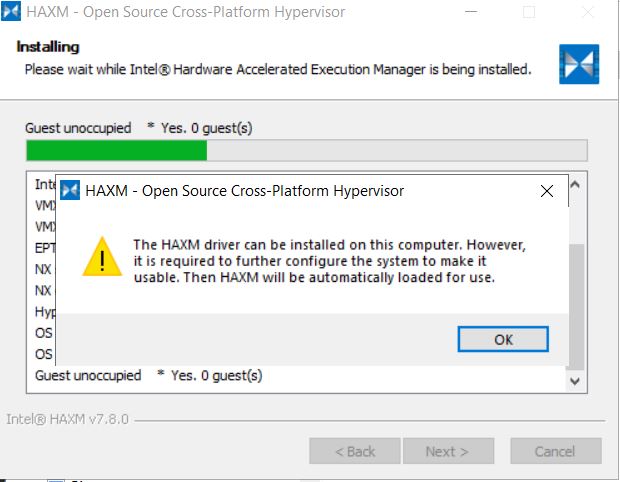 HAXM - Open Source Cross-Platform Hypervisor
Installing
Please wait while Intel® Hardware Accelerated Execution Manager is being installed.
Guest unoccupied * Yes. 0 guest(s)
HAXM - Open Source Cross-Platform Hypervisor
The HAXM driver can be installed on this computer. However,
it is required to further configure the system to make it
usable. Then HAXM will be automatically loaded for use.
OK
EPT
NX
NX
OS
OS
Guest unoccupied * Yes. 0 guest(s)
Intel® HAXM v7.8.0
< Back
Next >
Cancel